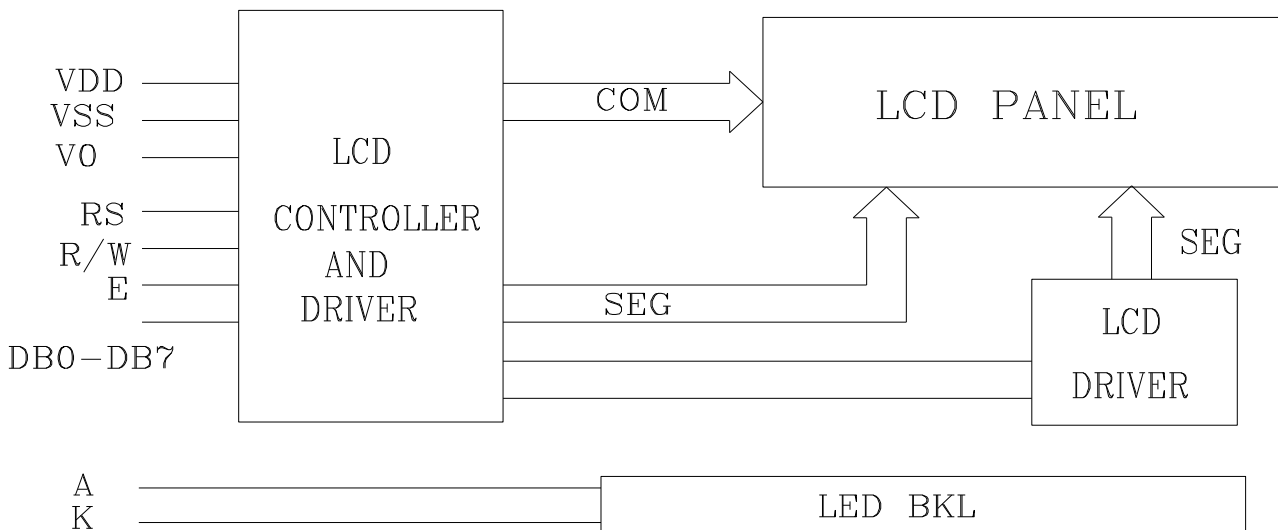 VDD
VSS
V0
RS
R/W
E
DB0-DB7
LCD
CONTROLLER
AND
DRIVER
COM
SEG
LCD PANEL
SEG
LCD
DRIVER
A
K
LED BKL